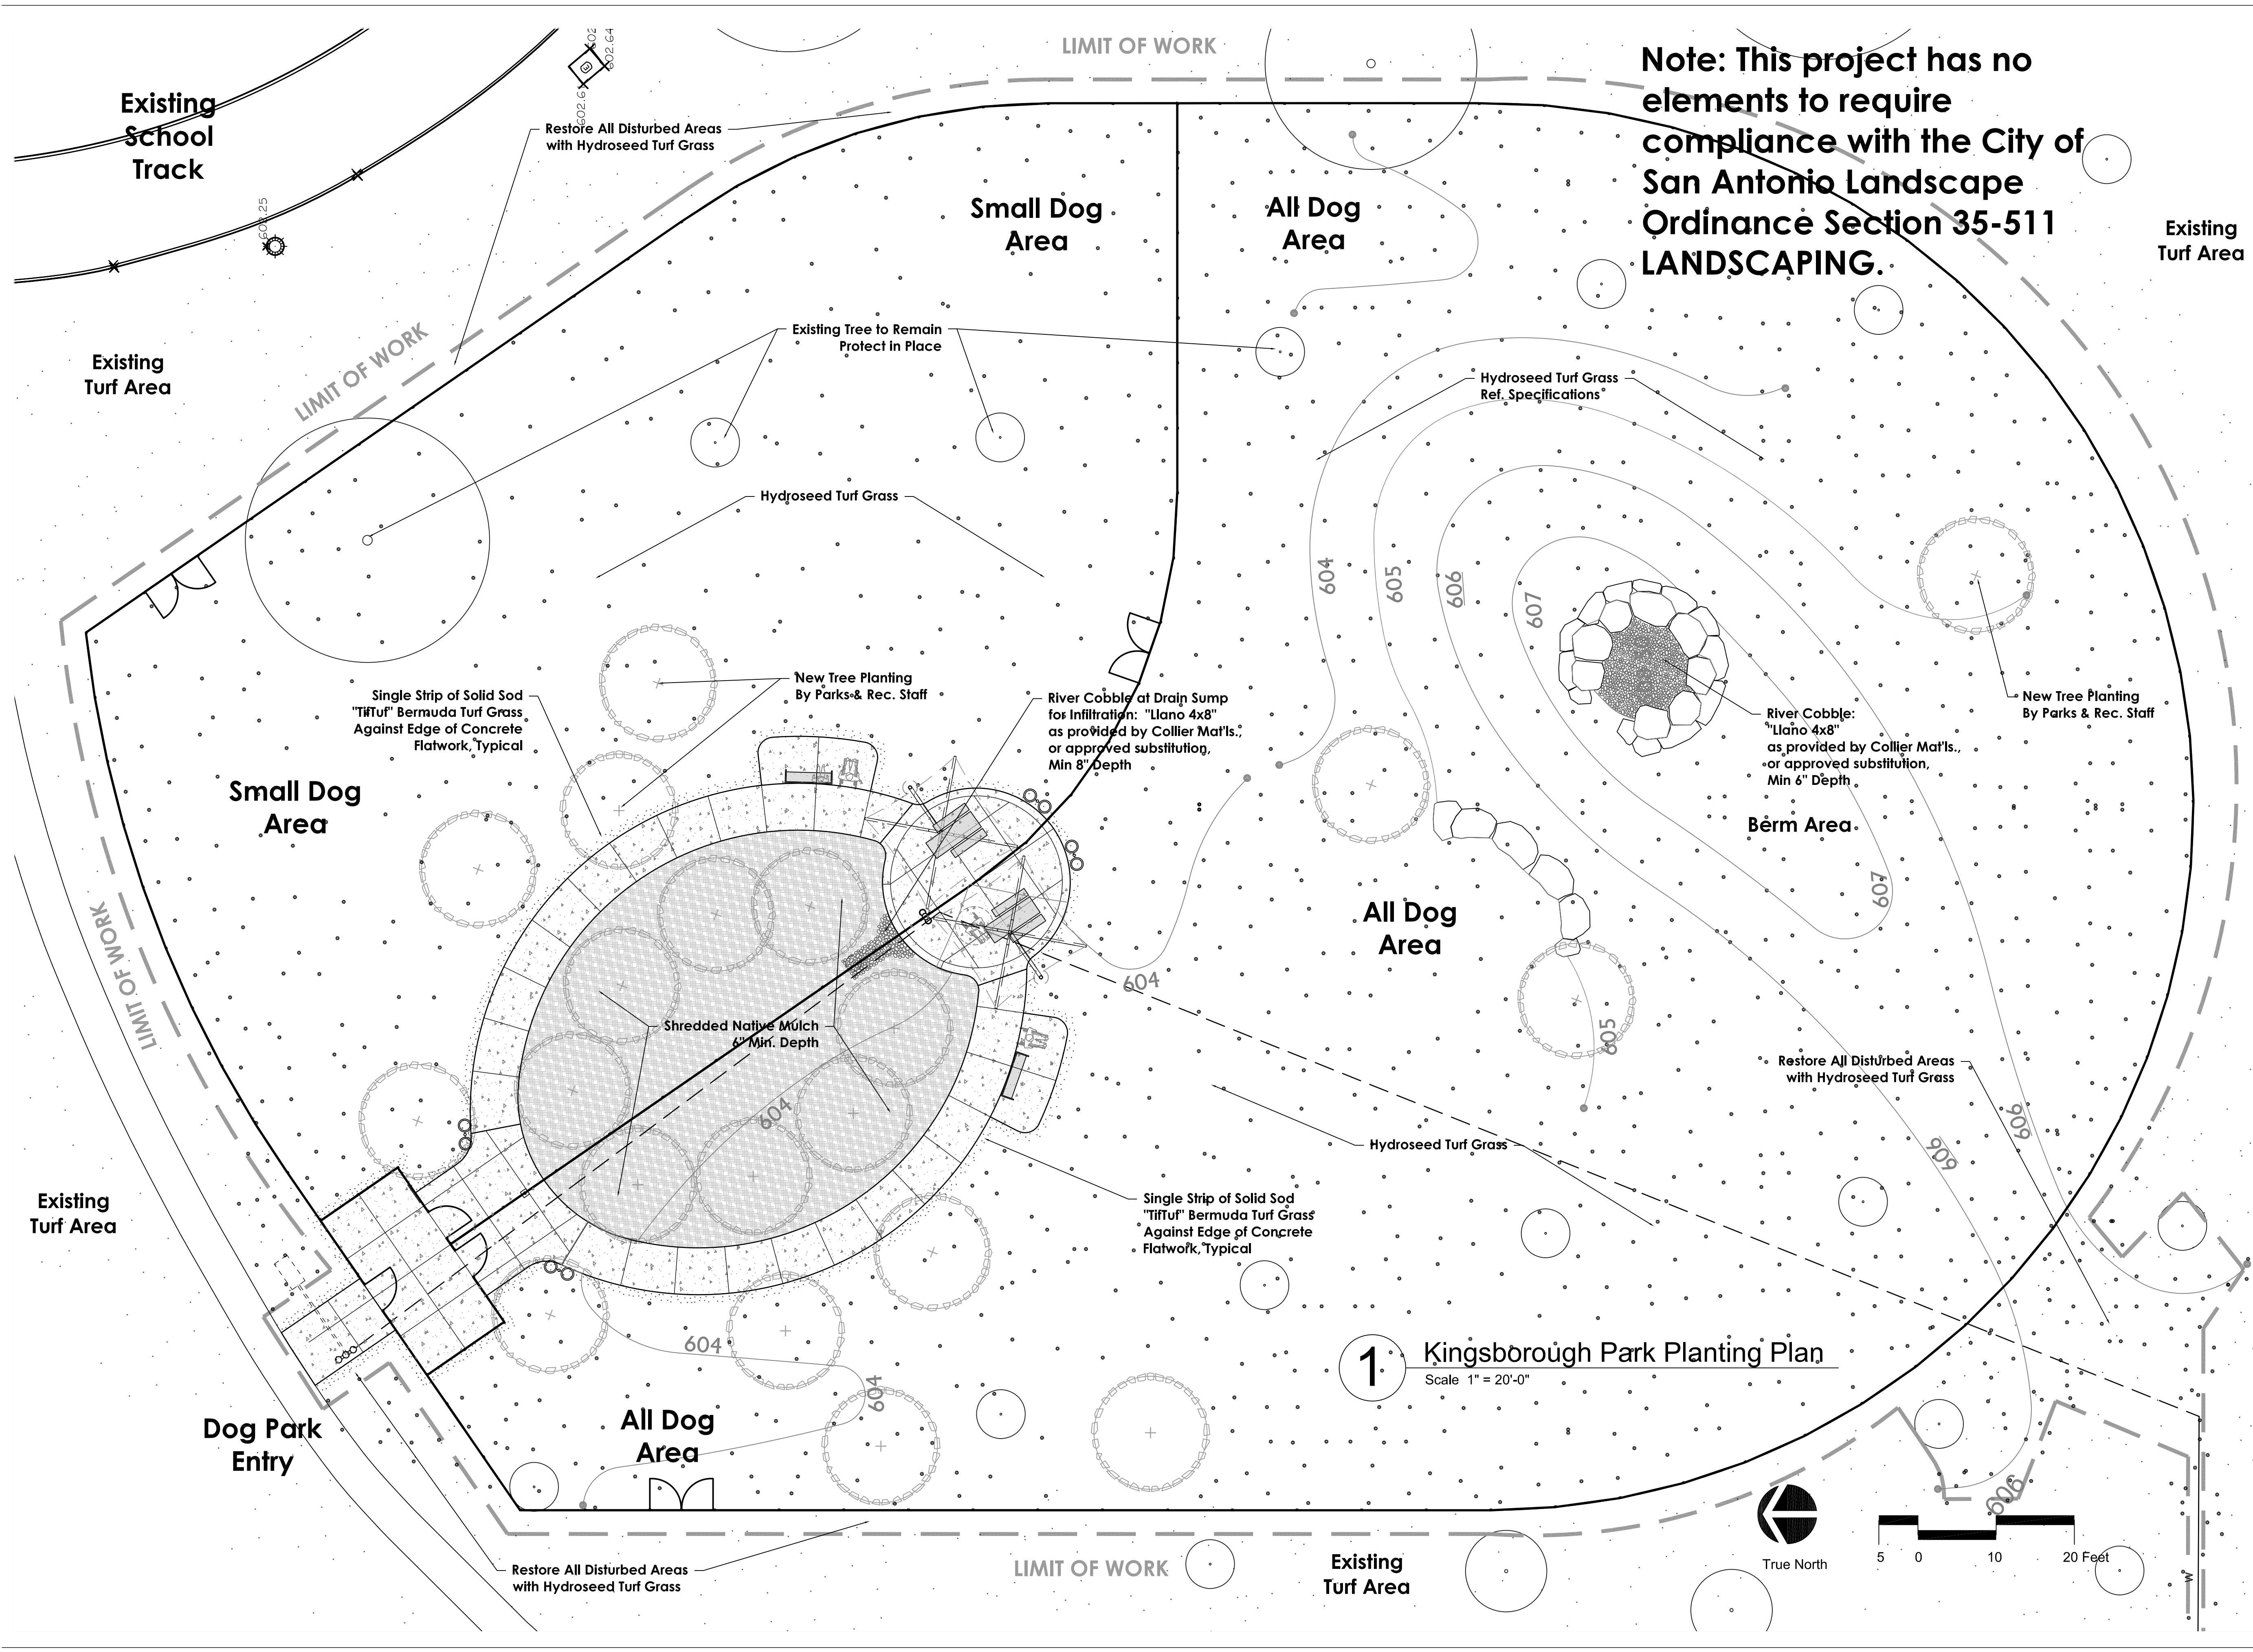 LIMIT OF WORK
Note: This project has no
elements to require
compliance with the City of
San Antonio Landscape
Ordinance Section 35-511
LANDSCAPING.
602.64
602.25
Existing
School
Track
Restore All Disturbed Areas
with Hydroseed Turf Grass
Small Dog
Area
All Dog
Area
Existing
Turf Area
Existing Tree to Remain
Protect in Place
LIMIT OF WORK
Existing
Turf Area
Hydroseed Turf Grass
Ref. Specifications
Hydroseed Turf Grass
604
605
606
607
New Tree Planting
By Parks & Rec. Staff
Single Strip of Solid Sod
"TifTuf" Bermuda Turf Grass
Against Edge of Concrete
Flatwork, Typical
River Cobble at Drain Sump
for Infiltration: "Llano 4x8"
as provided by Collier Mat'ls.,
or approved substitution,
Min 8" Depth
River Cobble:
"Llano 4x8"
as provided by Collier Mat'ls.,
or approved substitution,
Min 6" Depth
New Tree Planting
By Parks & Rec. Staff
Small Dog
Area
Berm Area
607
All Dog
Area
LIMIT OF WORK
604
Shredded Native Mulch
6" Min. Depth
605
Restore All Disturbed Areas
with Hydroseed Turf Grass
604
606
606
Hydroseed Turf Grass
Existing
Turf Area
Single Strip of Solid Sod
"TifTuf" Bermuda Turf Grass
Against Edge of Concrete
Flatwork, Typical
604
604
1
Kingsborough Park Planting Plan
Scale 1" = 20'-0"
Dog Park
Entry
All Dog
Area
606
True North
5 0 10 20 Feet
Restore All Disturbed Areas
with Hydroseed Turf Grass
LIMIT OF WORK
Existing
Turf Area
W